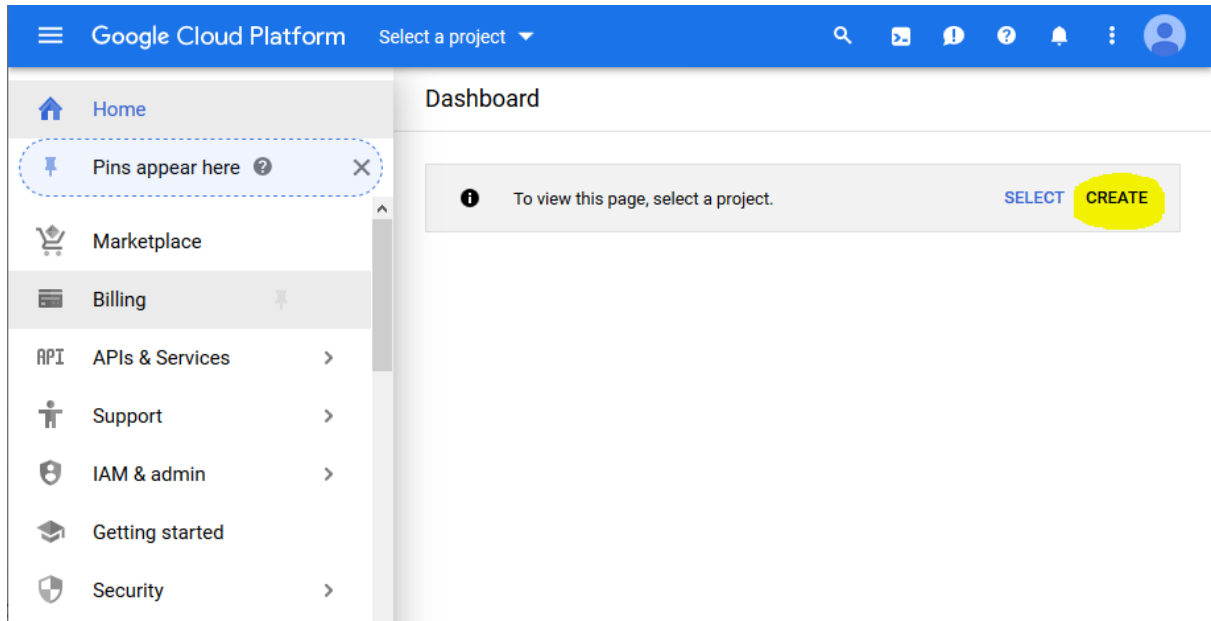 Google Cloud Platform Select a project
Home
Pins appear here
Marketplace
Billing
API APIs & Services
Support
IAM & admin
Getting started
Security
Dashboard
To view this page, select a project. SELECT CREATE